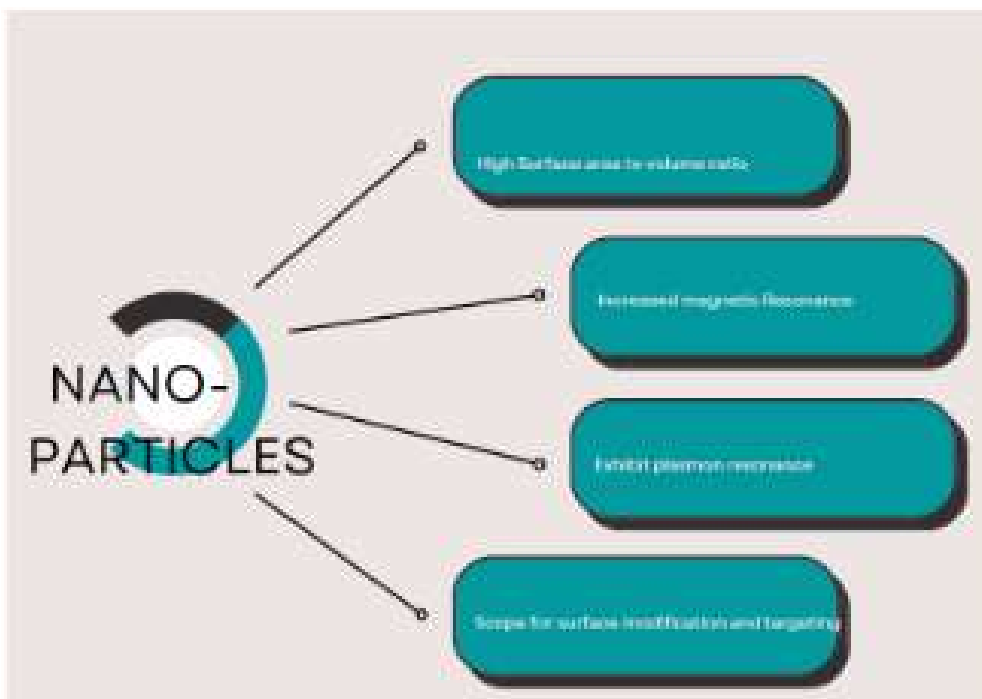 High Surface area to volume ratio
Increased magnetic Resonance
NANO-
PARTICLES
Exhibit plasmon resonance
Scope for surface modification and targeting